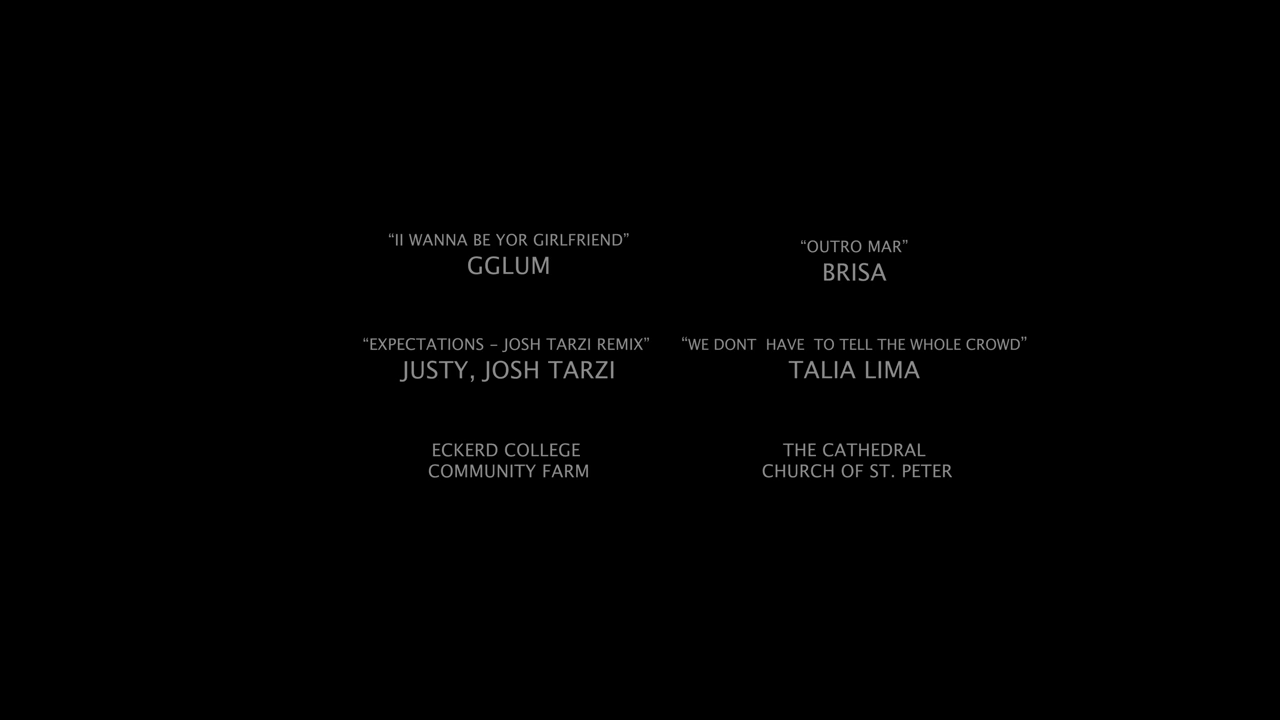 “II WANNA BE YOR GIRLFRIEND”
GGLUM
“OUTRO MAR”
BRISA
“EXPECTATIONS – JOSH TARZI REMIX”
JUSTY, JOSH TARZI
“WE DONT HAVE TO TELL THE WHOLE CROWD”
TALIA LIMA
ECKERD COLLEGE
COMMUNITY FARM
THE CATHEDRAL
CHURCH OF ST. PETER